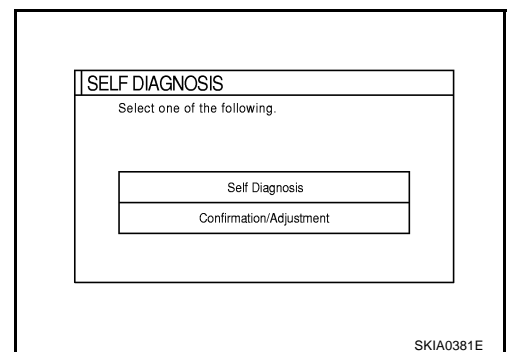 SELF DIAGNOSIS
Select one of the following.
Self Diagnosis
Confirmation/Adjustment
SKIA0381E